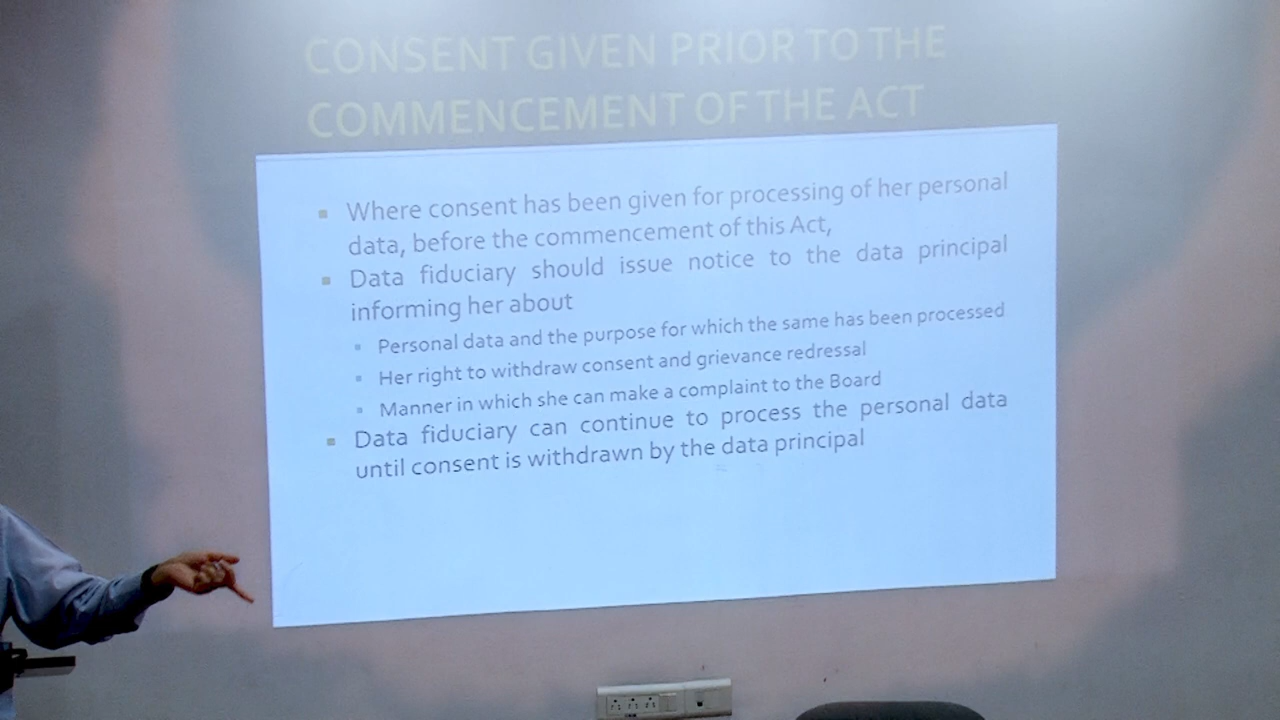 CONSENT GIVEN PRIOR TO THE
COMMENCEMENT OF THE ACT
Where consent has been given for processing of her personal
data, before the commencement of this Act,
Data fiduciary should issue notice to the data principal
informing her about
Personal data and the purpose for which the same has been processed
Her right to withdraw consent and grievance redressal
Manner in which she can make a complaint to the Board
Data fiduciary can continue to process the personal data
until consent is withdrawn by the data principal